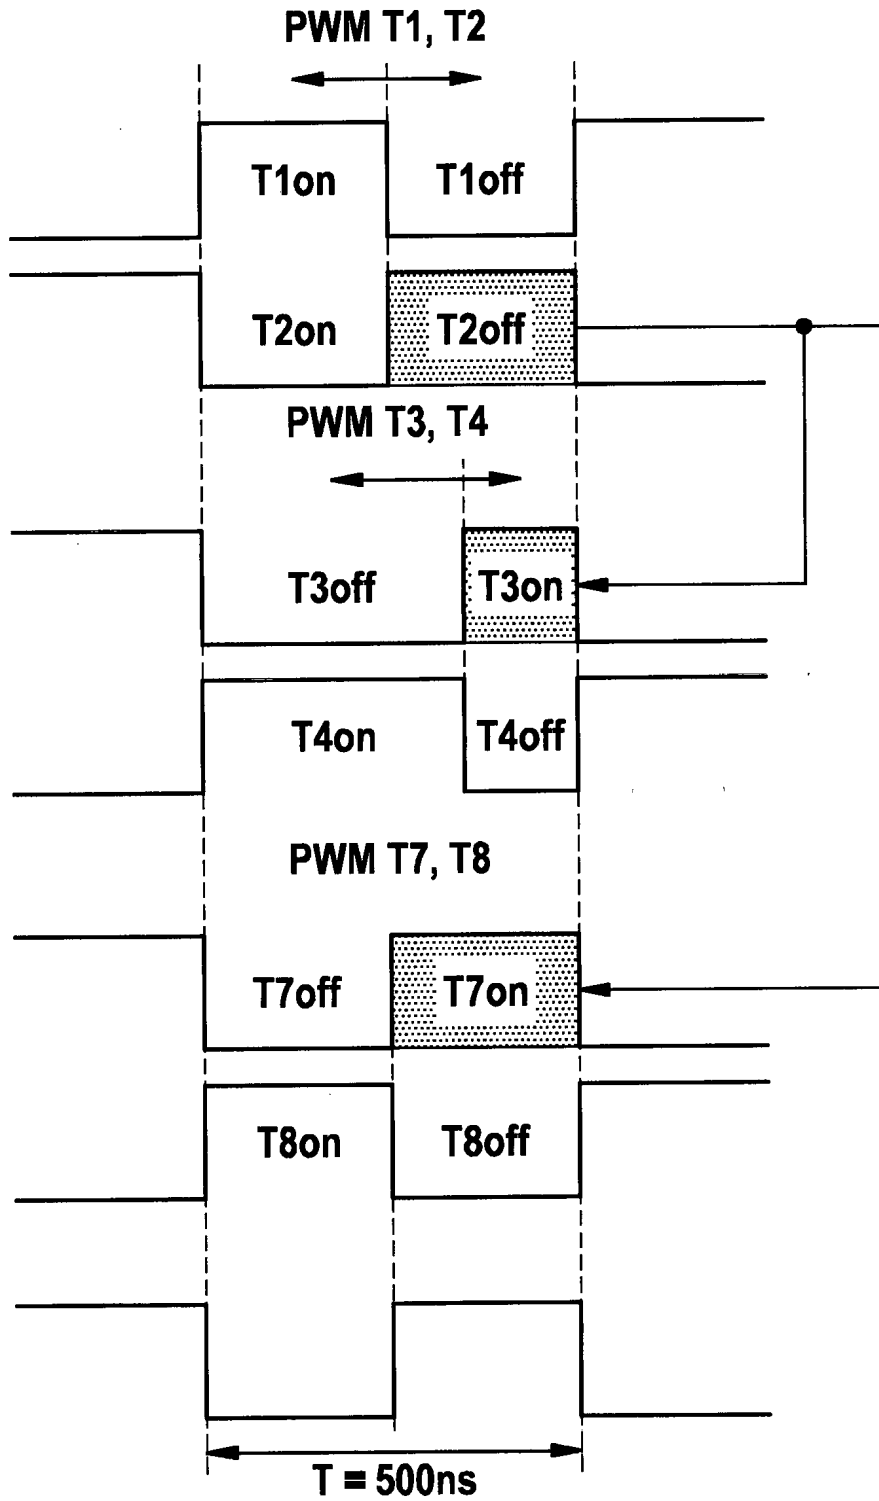 PWM T1, T2
T1on T1off
T2on T2off
PWM T3, T4
T3off T3on
T4on T4off
PWM T7, T8
T7off T7on
T8on T8off
T ≡ 500ns